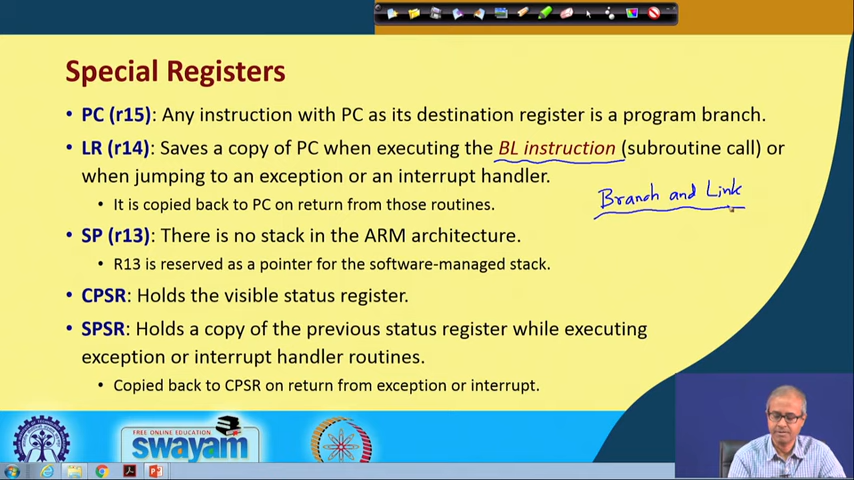 Special Registers
• PC (r15): Any instruction with PC as its destination register is a program branch.
• LR (r14): Saves a copy of PC when executing the BL instruction (subroutine call) or
when jumping to an exception or an interrupt handler.
• It is copied back to PC on return from those routines.
Branch and Link
• SP (r13): There is no stack in the ARM architecture.
• R13 is reserved as a pointer for the software-managed stack.
• CPSR: Holds the visible status register.
• SPSR: Holds a copy of the previous status register while executing
exception or interrupt handler routines.
• Copied back to CPSR on return from exception or interrupt.
FREE ONLINE EDUCATION
swayam